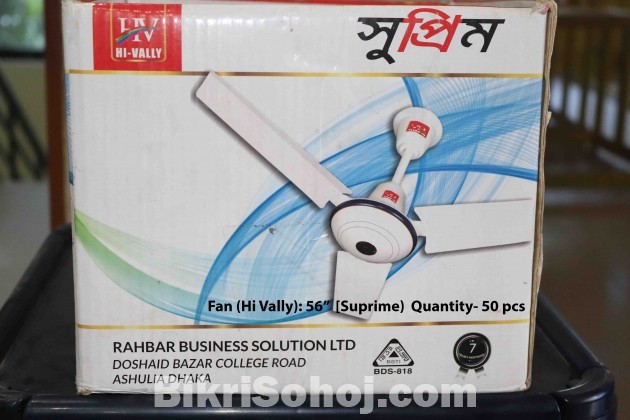 HV
HI-VALLY
সুপ্রিম
Fan (Hi Vally): 56” [Suprime) Quantity- 50 pcs
RAHBAR BUSINESS SOLUTION LTD
DOSHAID BAZAR COLLEGE ROAD
ASHULIA DHAKA
BSTI
BDS-818
7
BikriSohoj.com